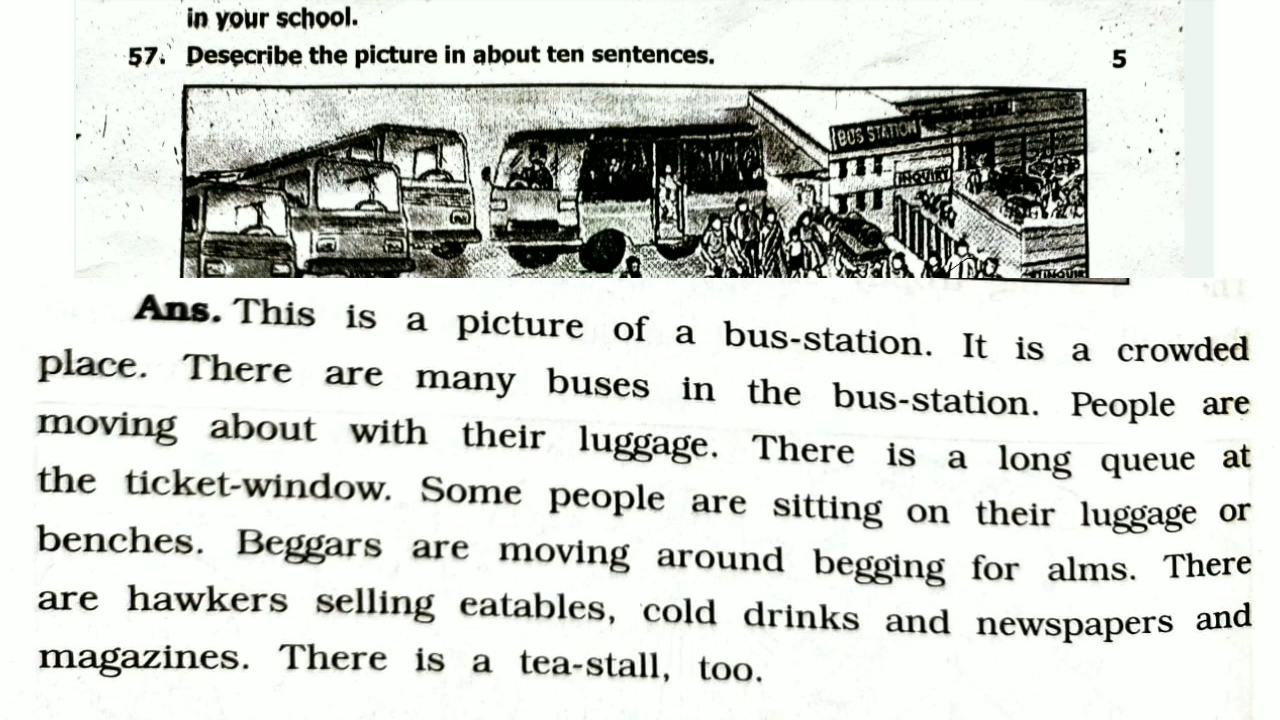 in your school.
57. Desęcribe the picture in about ten sentences. 5
BUS STATION
INQUIRY
Ans. This is a picture of a bus-station. It is a crowded
place. There are many buses in the bus-station. People are
moving about with their luggage. There is a long queue at
the ticket-window. Some people are sitting on their luggage or
benches. Beggars are moving around begging for alms. There
are hawkers selling eatables, cold drinks and newspapers and
magazines. There is a tea-stall, too.